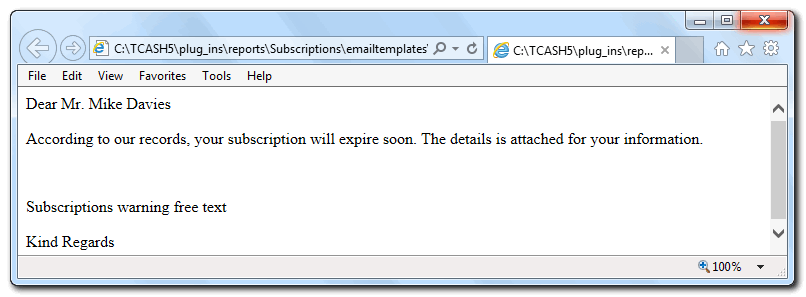 C:\TCASH5\plug_ins\reports\Subscriptions\emailtemplates\
C:\TCASH5\plug_ins\rep...
File Edit View Favorites Tools Help
Dear Mr. Mike Davies
According to our records, your subscription will expire soon. The details is attached for your information.
Subscriptions warning free text
Kind Regards
100%